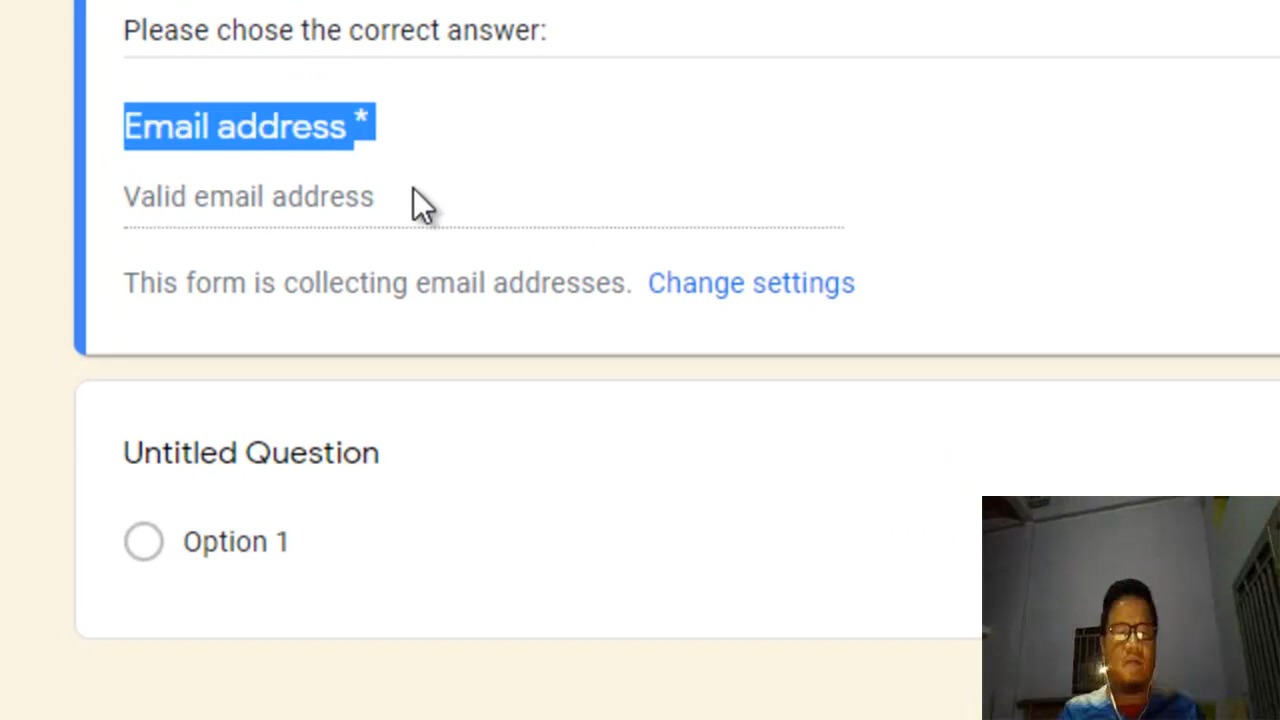 Please chose the correct answer:
Email address *
Valid email address
This form is collecting email addresses. Change settings
Untitled Question
Option 1